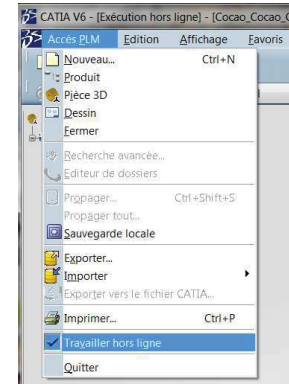 CATIA V6 - [Exécution hors ligne] - [Cocao_Cocao_C
Accès PLM Edition Affichage Favoris
Nouveau... Ctrl+N
Produit
Pièce 3D
Dessin
Fermer
Recherche avancée...
Editeur de dossiers
Propager... Ctrl+Shift+S
Propager tout...
Sauvegarde locale
Exporter...
Importer
Exporter vers le fichier CATIA...
Imprimer... Ctrl+P
Travailler hors ligne
Quitter